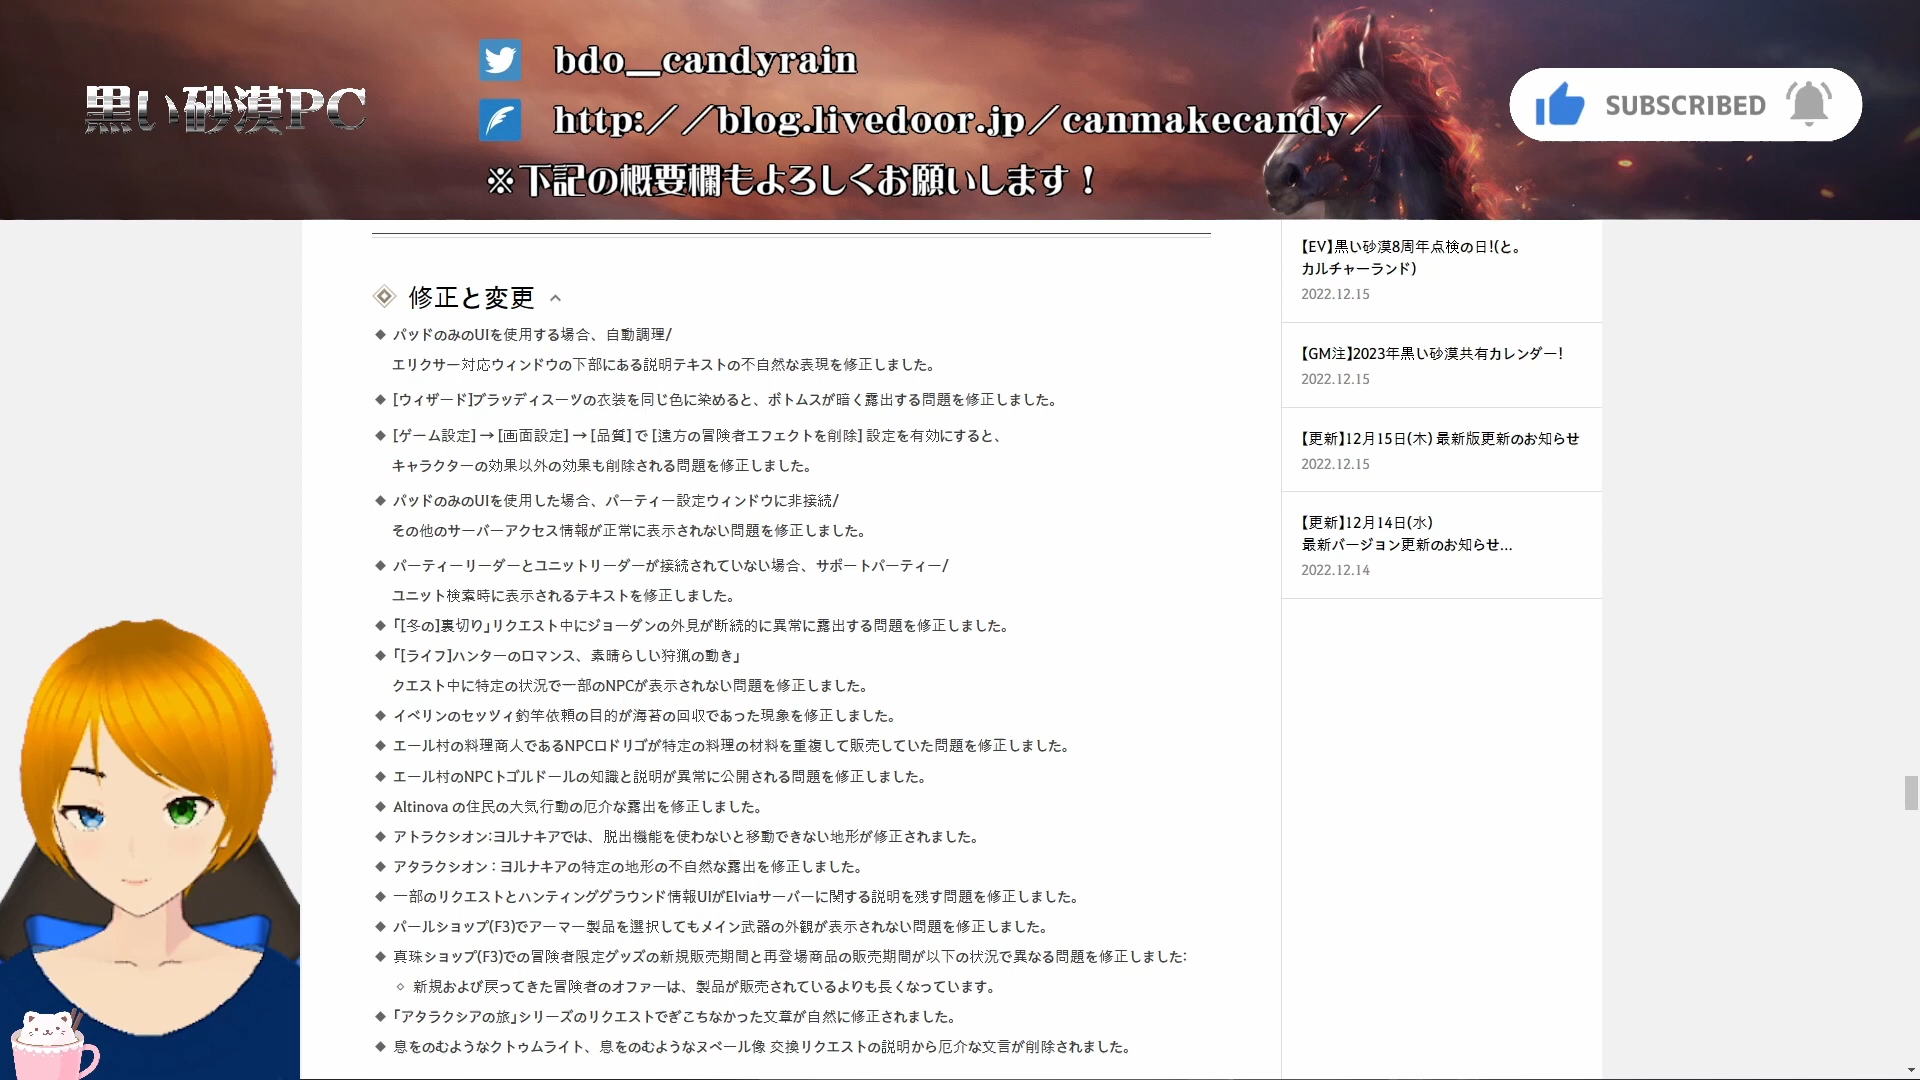 黒い砂漠PC
bdo_candyrain
http://blog.livedoor.jp/canmakecandy/
※下記の概要欄もよろしくお願いします！
SUBSCRIBED
修正と変更
パッドのみのUIを使用する場合、自動調理/
エリクサー対応ウィンドウの下部にある説明テキストの不自然な表現を修正しました。
[ウィザード]ブラッディスーツの衣装を同じ色に染めると、ボトムスが暗く露出する問題を修正しました。
[ゲーム設定] → [画面設定] → [品質] で [遠方の冒険者エフェクトを削除] 設定を有効にすると、
キャラクターの効果以外の効果も削除される問題を修正しました。
パッドのみのUIを使用した場合、パーティー設定ウィンドウに非接続/
その他のサーバーアクセス情報が正常に表示されない問題を修正しました。
パーティーリーダーとユニットリーダーが接続されていない場合、サポートパーティー/
ユニット検索時に表示されるテキストを修正しました。
「[冬の]裏切り」リクエスト中にジョーダンの外見が断続的に異常に露出する問題を修正しました。
「[ライフ]ハンターのロマンス、素晴らしい狩猟の動き」
クエスト中に特定の状況で一部のNPCが表示されない問題を修正しました。
イベリンのセッツィ釣竿依頼の目的が海苔の回収であった現象を修正しました。
エール村の料理商人であるNPCロドリゴが特定の料理の材料を重複して販売していた問題を修正しました。
エール村のNPCトゴルドールの知識と説明が異常に公開される問題を修正しました。
Altinova の住民の大気行動の厄介な露出を修正しました。
アトラクシオン:ヨルナキアでは、脱出機能を使わないと移動できない地形が修正されました。
アタラクシオン：ヨルナキアの特定の地形の不自然な露出を修正しました。
一部のリクエストとハンティンググラウンド情報UIがElviaサーバーに関する説明を残す問題を修正しました。
パールショップ(F3)でアーマー製品を選択してもメイン武器の外観が表示されない問題を修正しました。
真珠ショップ(F3)での冒険者限定グッズの新規販売期間と再登場商品の販売期間が以下の状況で異なる問題を修正しました:
新規および戻ってきた冒険者のオファーは、製品が販売されているよりも長くなっています。
「アタラクシアの旅」シリーズのリクエストでぎこちなかった文章が自然に修正されました。
息をのむようなクトゥムライト、息をのむようなヌベール像 交換リクエストの説明から厄介な文言が削除されました。
【EV】黒い砂漠8周年点検の日!(と。
カルチャーランド)
2022.12.15
【GM注】2023年黒い砂漠共有カレンダー!
2022.12.15
【更新】12月15日(木) 最新版更新のお知らせ
2022.12.15
【更新】12月14日(水)
最新バージョン更新のお知らせ...
2022.12.14